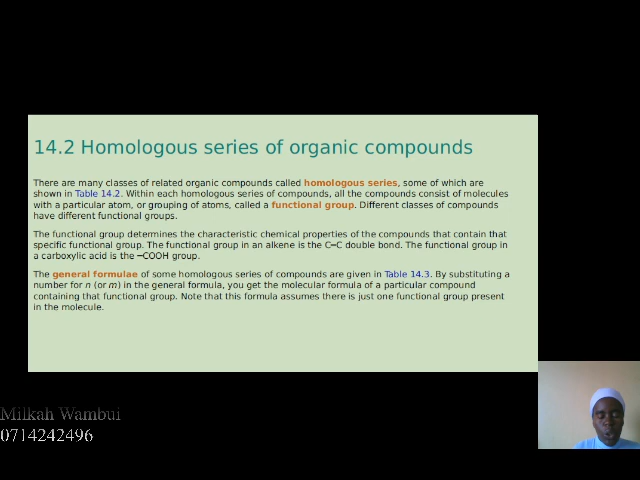 14.2 Homologous series of organic compounds
There are many classes of related organic compounds called homologous series, some of which are
shown in Table 14.2. Within each homologous series of compounds, all the compounds consist of molecules
with a particular atom, or grouping of atoms, called a functional group. Different classes of compounds
have different functional groups.
The functional group determines the characteristic chemical properties of the compounds that contain that
specific functional group. The functional group in an alkene is the C═C double bond. The functional group in
a carboxylic acid is the ─COOH group.
The general formulae of some homologous series of compounds are given in Table 14.3. By substituting a
number for n (or m) in the general formula, you get the molecular formula of a particular compound
containing that functional group. Note that this formula assumes there is just one functional group present
in the molecule.
Milkah Wambui
0714242496